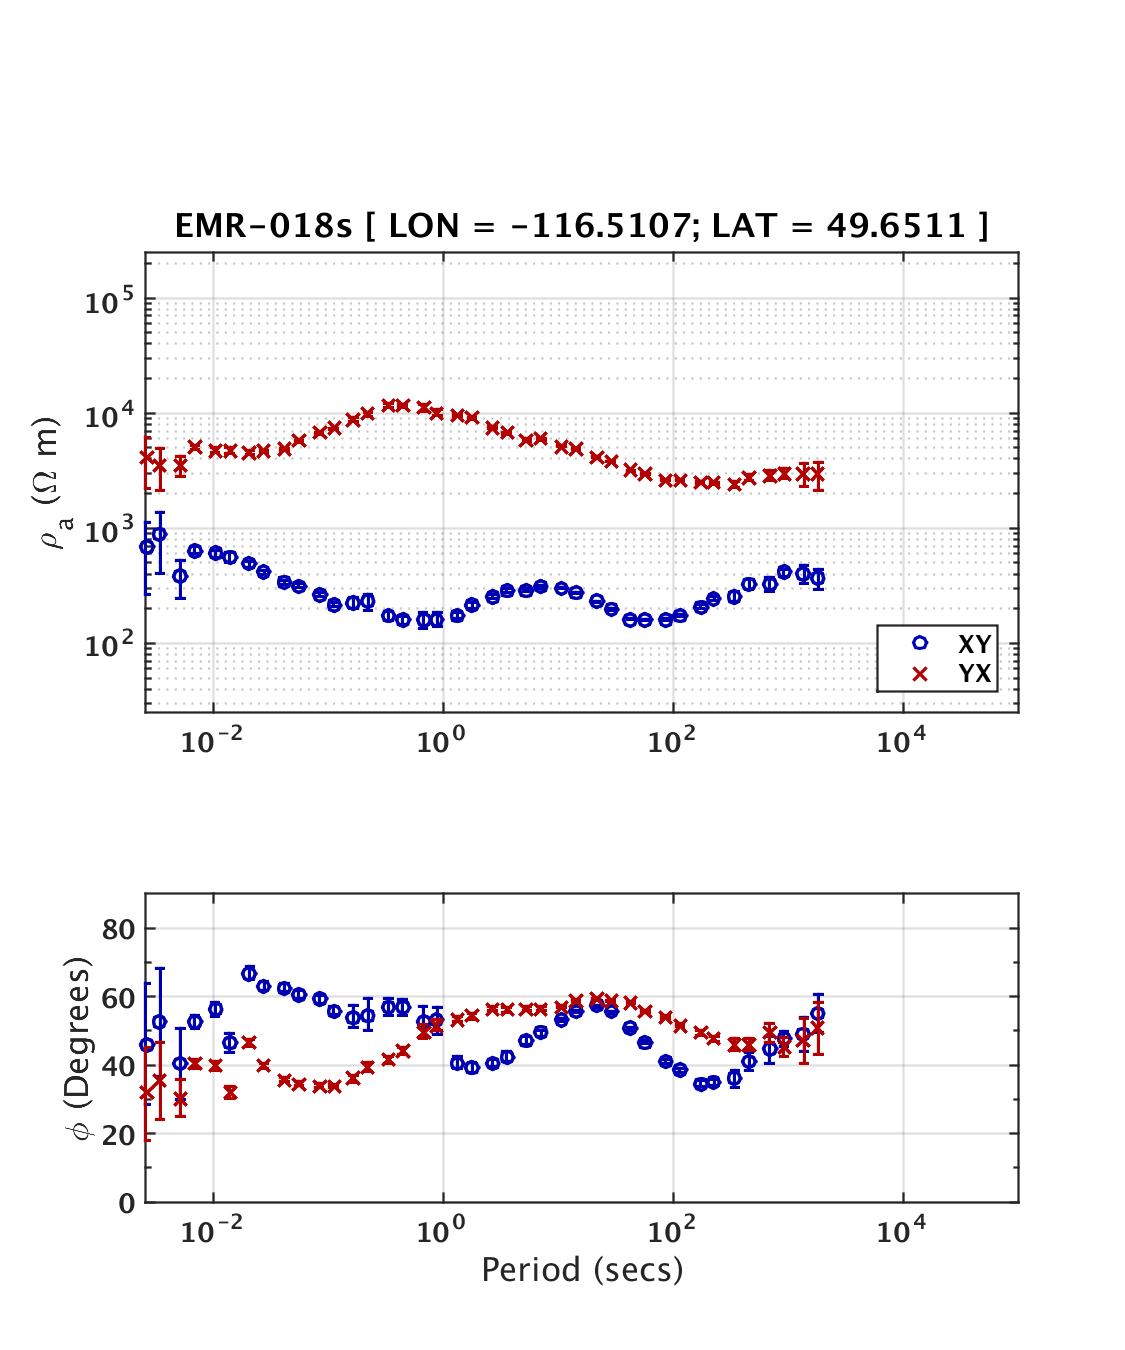 EMR-018s [ LON = -116.5107; LAT = 49.6511 ]
10^5
10^4
10^3
10^2
ρ_a (Ω m)
XY
YX
10^-2 10^0 10^2 10^4
80
60
40
20
0
ϕ (Degrees)
10^-2 10^0 10^2 10^4
Period (secs)